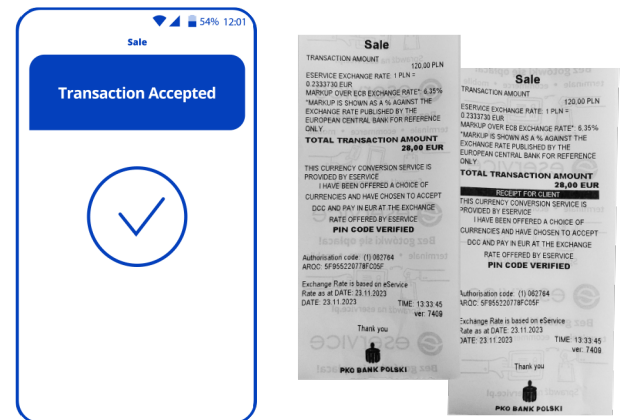 54% 12:01
Sale
Transaction Accepted
Sale
TRANSACTION AMOUNT
120,00 PLN
ESERVICE EXCHANGE RATE: 1 PLN =
0.2333730 EUR
MARKUP OVER ECB EXCHANGE RATE*: 6.35%
*MARKUP IS SHOWN AS A % AGAINST THE
EXCHANGE RATE PUBLISHED BY THE
EUROPEAN CENTRAL BANK FOR REFERENCE
ONLY.
TOTAL TRANSACTION AMOUNT
28,00 EUR
THIS CURRENCY CONVERSION SERVICE IS
PROVIDED BY ESERVICE
I HAVE BEEN OFFERED A CHOICE OF
CURRENCIES AND HAVE CHOSEN TO ACCEPT
DCC AND PAY IN EUR AT THE EXCHANGE
RATE OFFERED BY ESERVICE
PIN CODE VERIFIED
Authorisation code: (1) 062764
ARQC: 5F955220778FC05F
Exchange Rate is based on eService
Rate as at DATE: 23.11.2023
DATE: 23.11.2023 TIME: 13:33:45
ver: 7409
Thank you
PKO BANK POLSKI
Sale
TRANSACTION AMOUNT
120,00 PLN
ESERVICE EXCHANGE RATE: 1 PLN =
0.2333730 EUR
MARKUP OVER ECB EXCHANGE RATE*: 6.35%
*MARKUP IS SHOWN AS A % AGAINST THE
EXCHANGE RATE PUBLISHED BY THE
EUROPEAN CENTRAL BANK FOR REFERENCE
ONLY.
TOTAL TRANSACTION AMOUNT
28,00 EUR
RECEIPT FOR CLIENT
THIS CURRENCY CONVERSION SERVICE IS
PROVIDED BY ESERVICE
I HAVE BEEN OFFERED A CHOICE OF
CURRENCIES AND HAVE CHOSEN TO ACCEPT
DCC AND PAY IN EUR AT THE EXCHANGE
RATE OFFERED BY ESERVICE
PIN CODE VERIFIED
Authorisation code: (1) 062764
ARQC: 5F955220778FC05F
Exchange Rate is based on eService
Rate as at DATE: 23.11.2023
DATE: 23.11.2023 TIME: 13:33:45
ver: 7409
Thank you
PKO BANK POLSKI